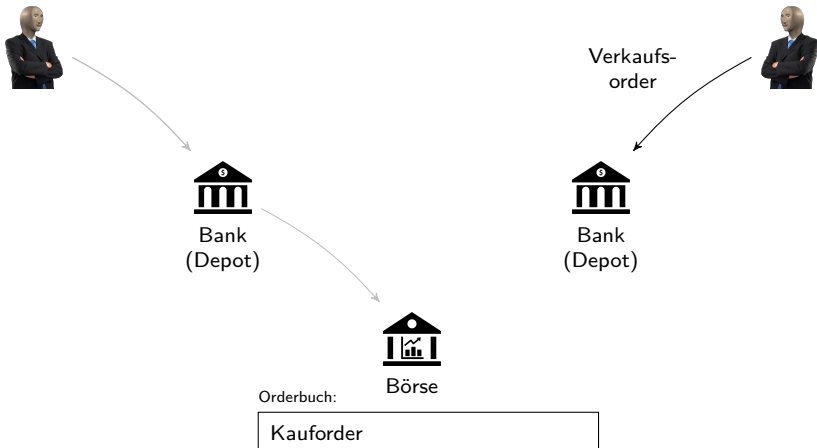 Verkaufs-
order
Bank
(Depot)
Bank
(Depot)
Börse
Orderbuch:
Kauforder